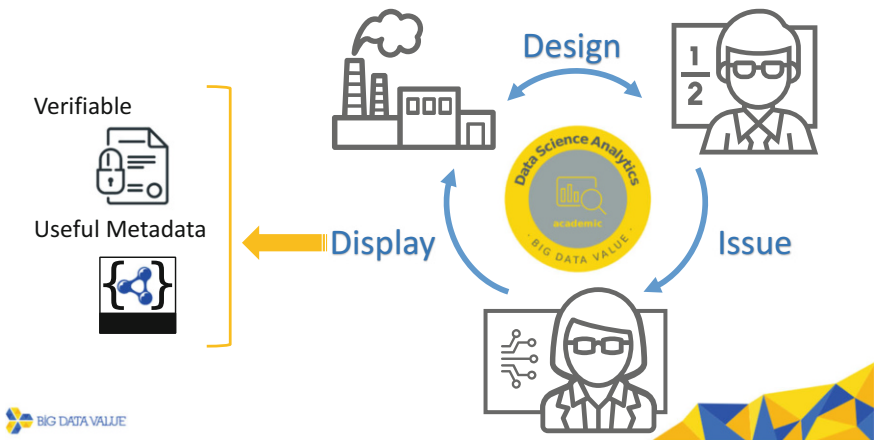 Design
1
2
Verifiable
Data Science Analytics
academic
· BIG DATA VALUE ·
Useful Metadata
Display
Issue
{ }
BIG DATA VALUE